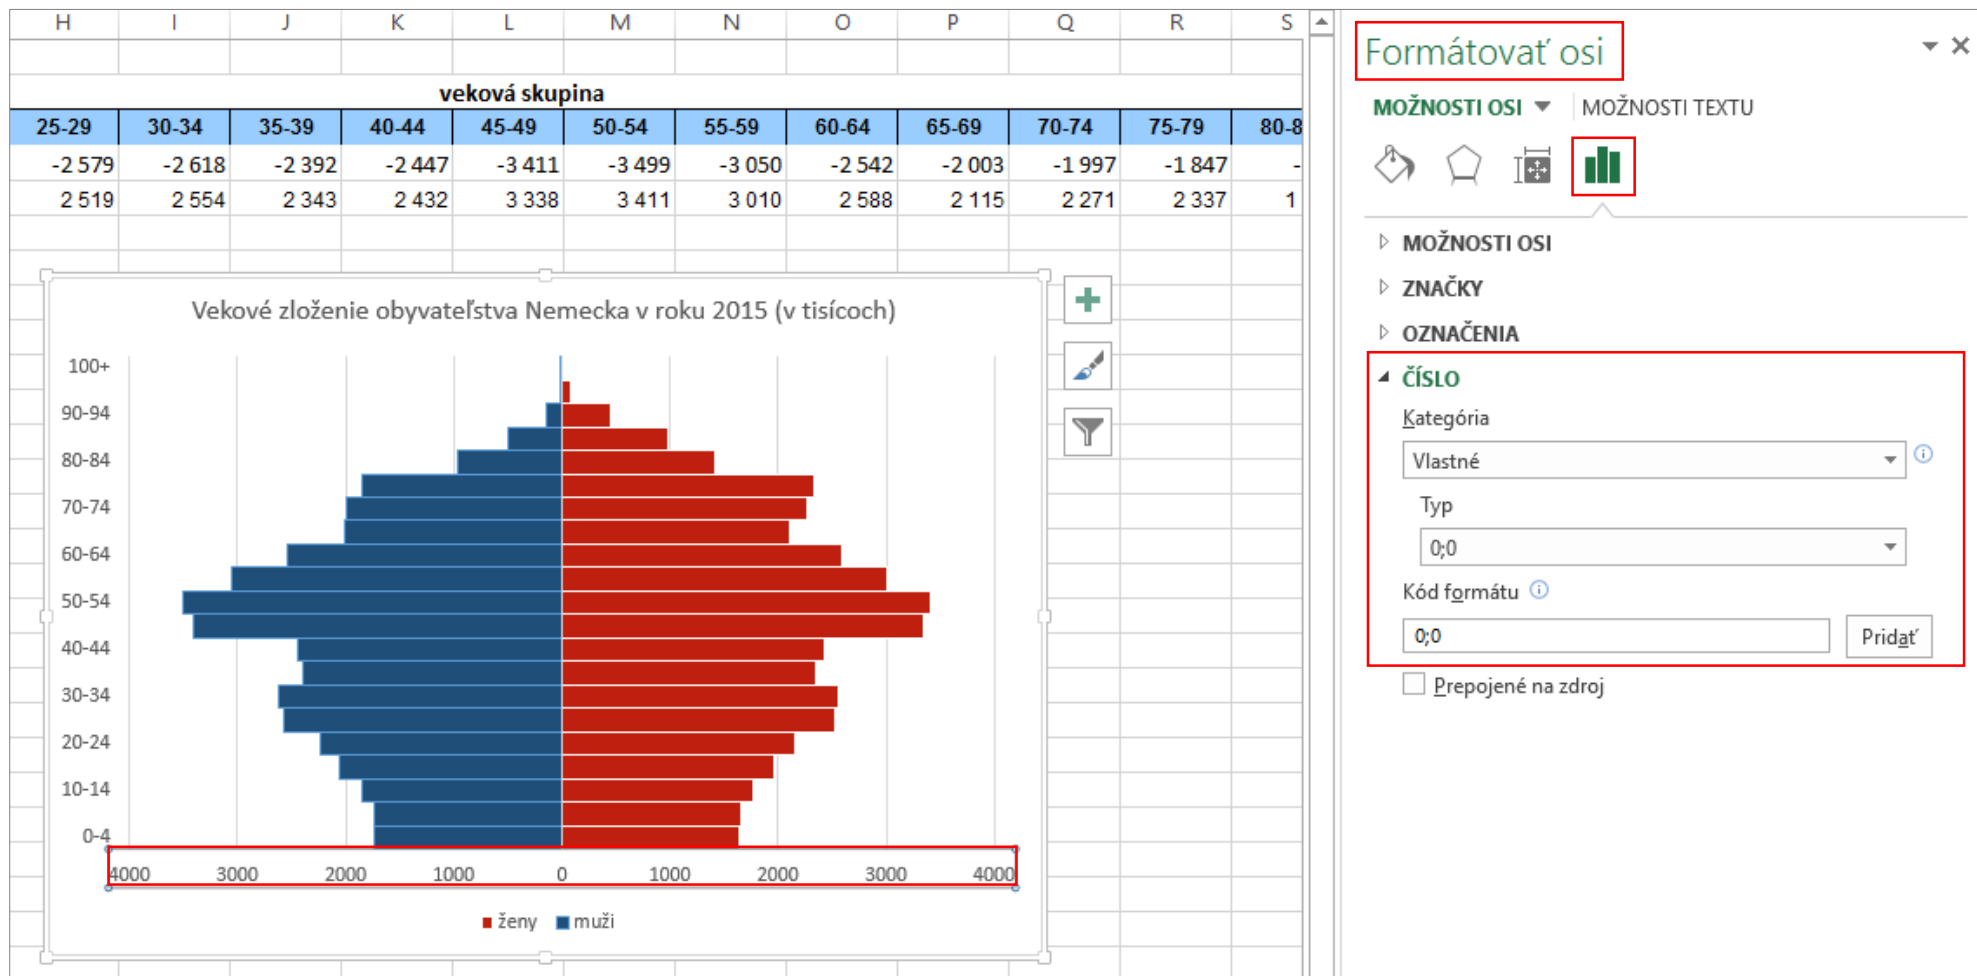 H I J K L M N O P Q R S
veková skupina
25-29 30-34 35-39 40-44 45-49 50-54 55-59 60-64 65-69 70-74 75-79 80-8
-2 579 -2 618 -2 392 -2 447 -3 411 -3 499 -3 050 -2 542 -2 003 -1 997 -1 847 -
2 519 2 554 2 343 2 432 3 338 3 411 3 010 2 588 2 115 2 271 2 337 1
Vekové zloženie obyvateľstva Nemecka v roku 2015 (v tisícoch)
100+
90-94
80-84
70-74
60-64
50-54
40-44
30-34
20-24
10-14
0-4
4000 3000 2000 1000 0 1000 2000 3000 4000
ženy muži
Formátovať osi
MOŽNOSTI OSI MOŽNOSTI TEXTU
MOŽNOSTI OSI
ZNAČKY
OZNAČENIA
ČÍSLO
Kategória
Vlastné
Typ
0;0
Kód formátu
0;0 Pridať
Prepojené na zdroj